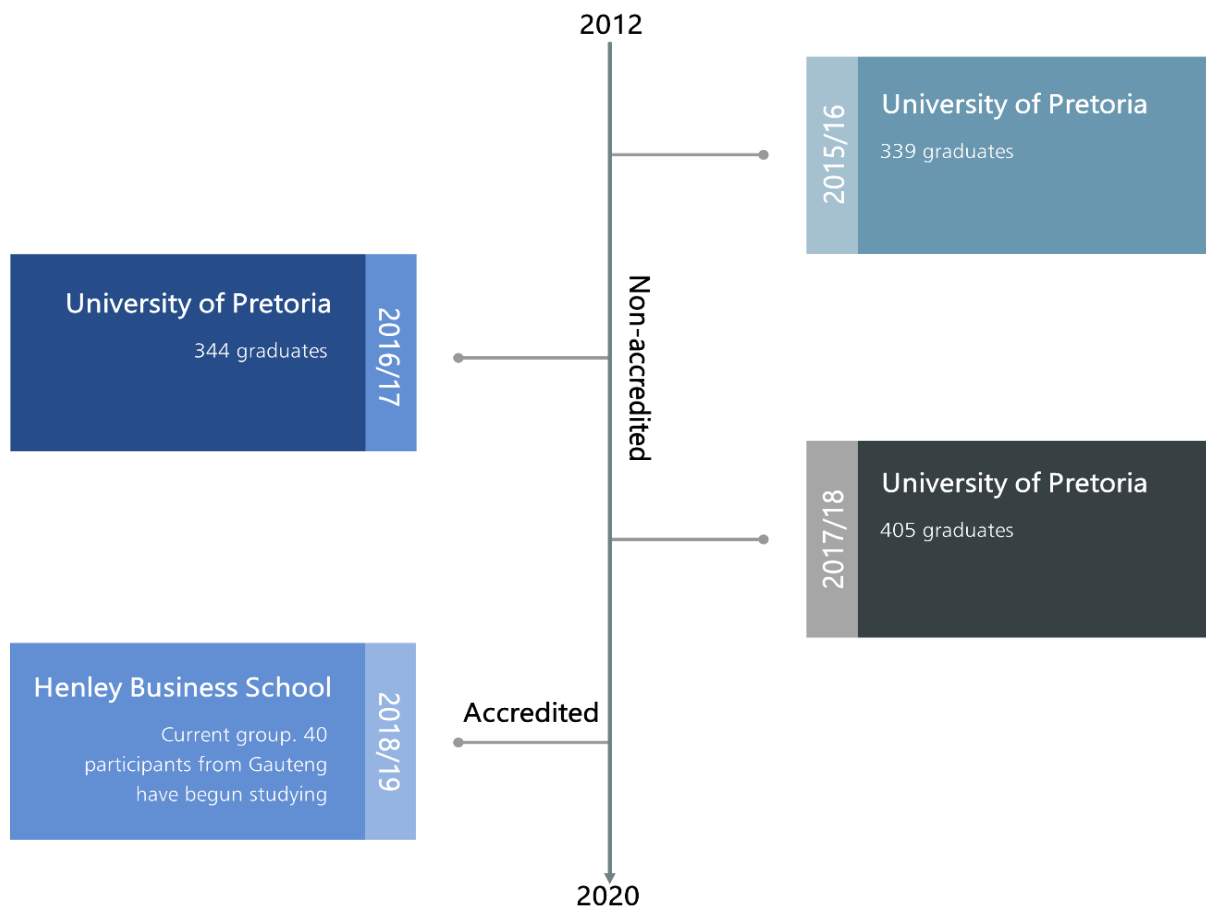 2012
2015/16
University of Pretoria
339 graduates
University of Pretoria
344 graduates
2016/17
Non-accredited
2017/18
University of Pretoria
405 graduates
Henley Business School
Current group. 40
participants from Gauteng
have begun studying
2018/19
Accredited
2020